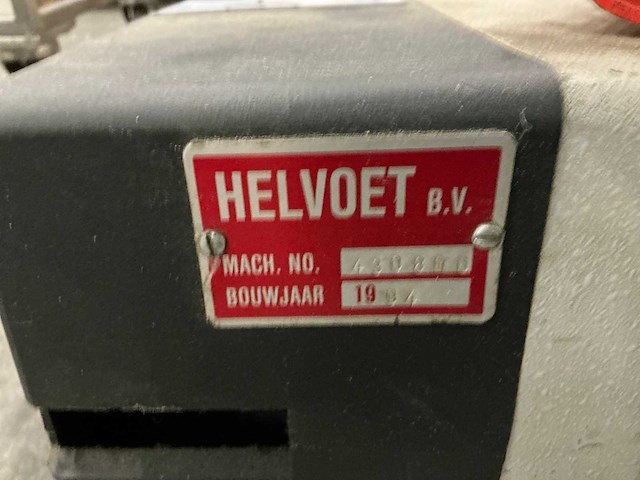 HELVOET B.V.
MACH. NO.
BOUWJAAR 19